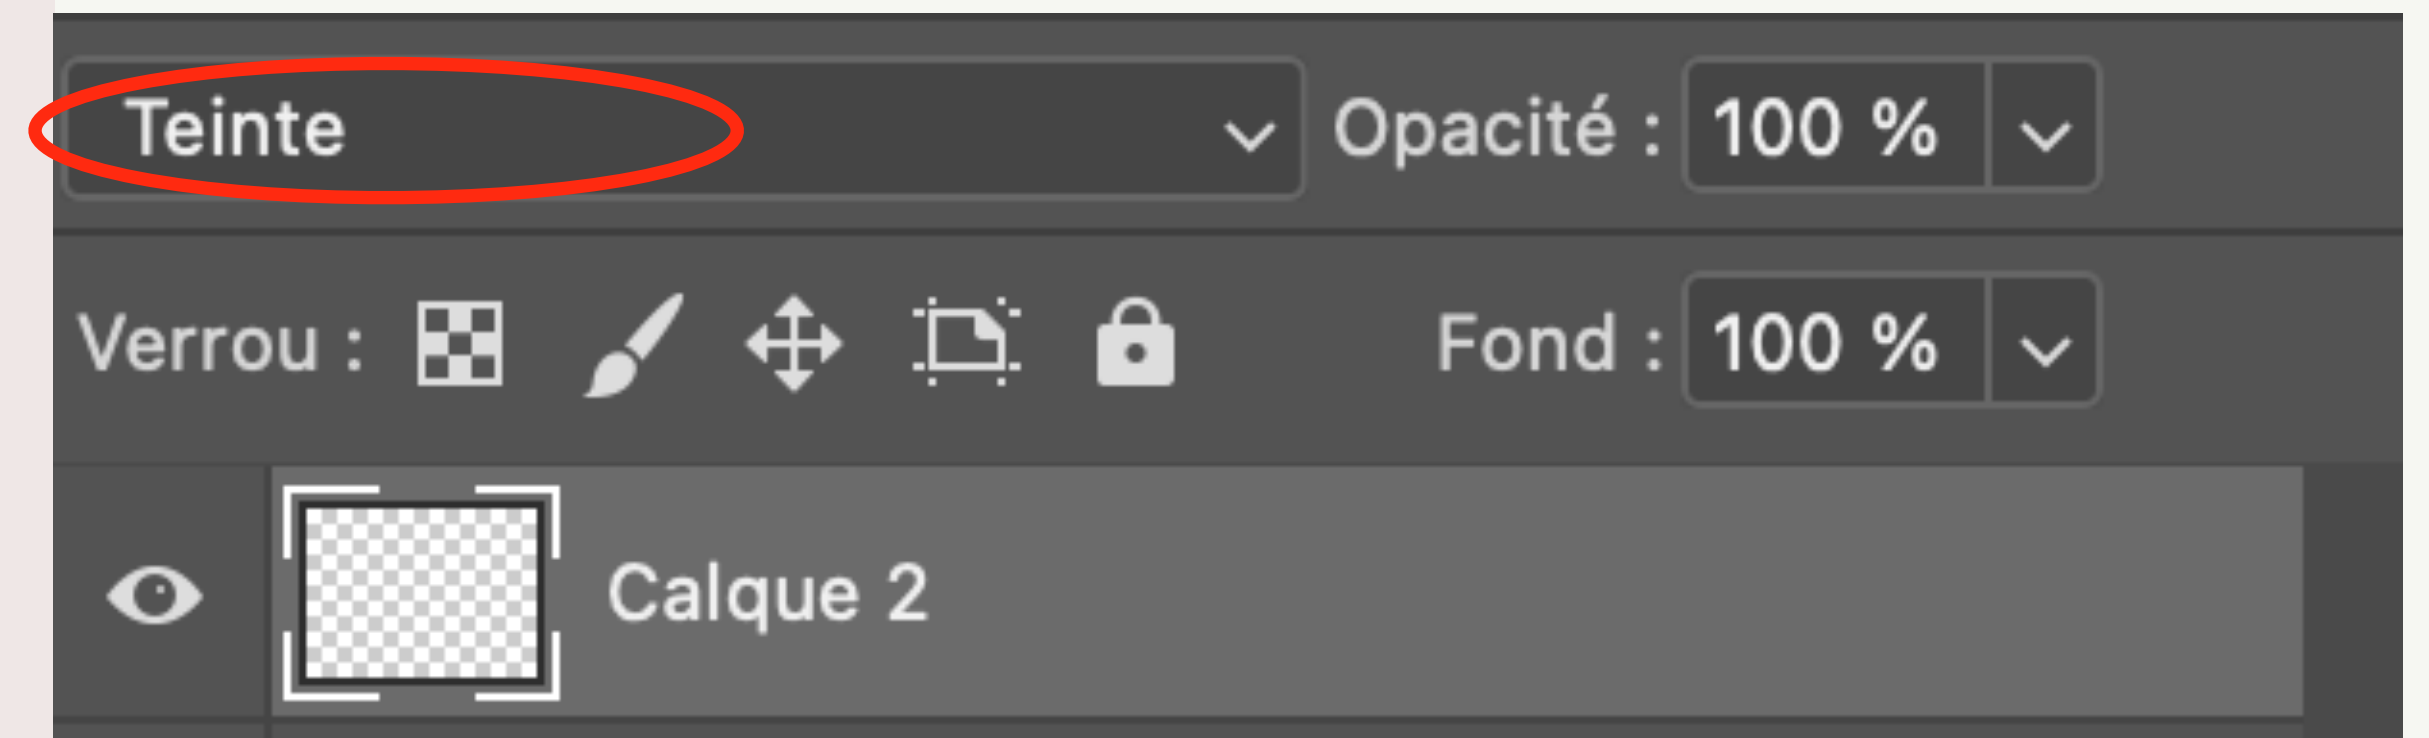 Teinte Opacité : 100 %
Verrou : Fond : 100 %
Calque 2